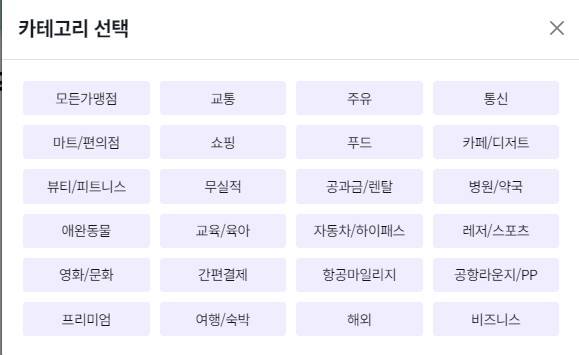 카테고리 선택
모든가맹점 교통 주유 통신
마트/편의점 쇼핑 푸드 카페/디저트
뷰티/피트니스 무실적 공과금/렌탈 병원/약국
애완동물 교육/육아 자동차/하이패스 레저/스포츠
영화/문화 간편결제 항공마일리지 공항라운지/PP
프리미엄 여행/숙박 해외 비즈니스